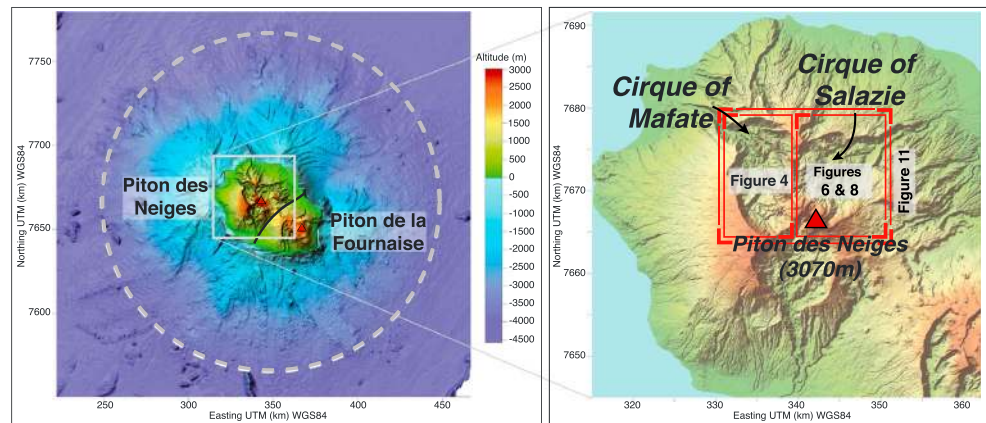 7750
7700
7650
7600
Northing UTM (km) WGS84
250
300
350
400
450
Easting UTM (km) WGS84
Piton des
Neiges
Piton de la
Fournaise
Altitude (m)
3000
2500
2000
1500
1000
500
0
-500
-1000
-1500
-2000
-2500
-3000
-3500
-4000
-4500
7690
7680
7670
7660
7650
Northing UTM (km) WGS84
320
330
340
350
360
Easting UTM (km) WGS84
Cirque of
Mafate
Cirque of
Salazie
Figure 4
Figures
6 & 8
Figure 11
Piton des Neiges
(3070m)